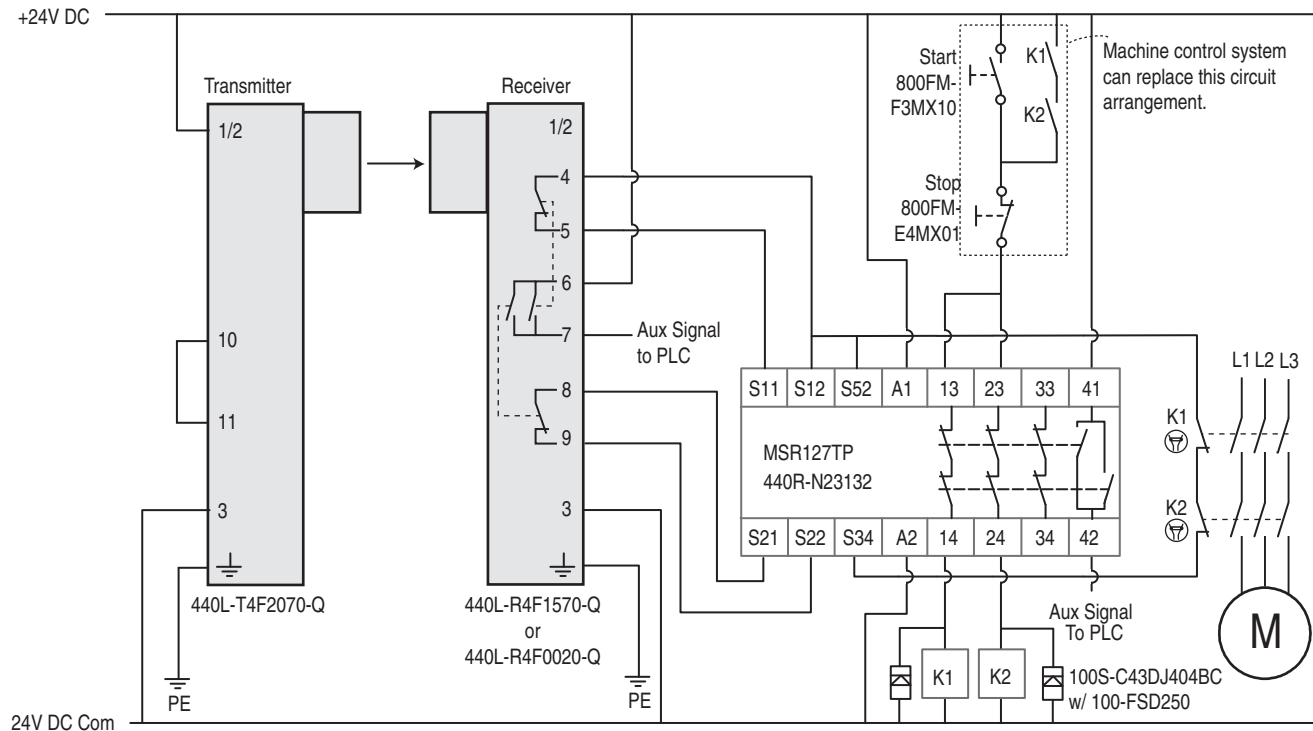 +24V DC
Transmitter
1/2
10
11
3
440L-T4F2070-Q
PE
Receiver
1/2
4
5
6
7
8
9
3
440L-R4F1570-Q
or
440L-R4F0020-Q
PE
Aux Signal
to PLC
Start
800FM-
F3MX10
K1
K2
Stop
800FM-
E4MX01
Machine control system
can replace this circuit
arrangement.
S11 S12 S52 A1 13 23 33 41
MSR127TP
440R-N23132
S21 S22 S34 A2 14 24 34 42
Aux Signal
To PLC
K1
K2
100S-C43DJ404BC
w/ 100-FSD250
L1 L2 L3
K1
K2
M
24V DC Com